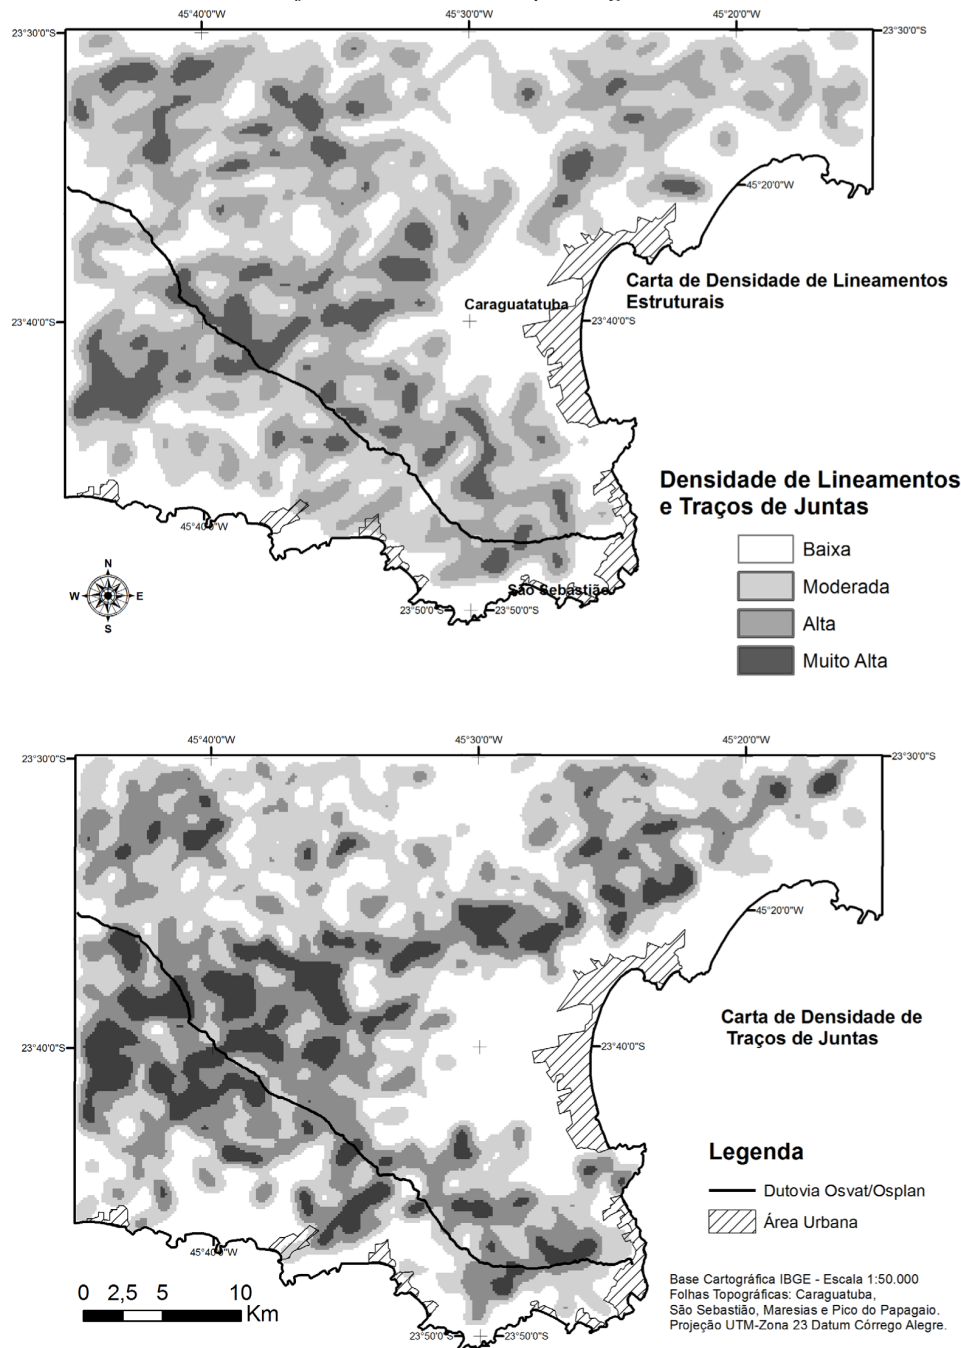 45°40'0"W
45°30'0"W
45°20'0"W
23°30'0"S
23°30'0"S
45°20'0"W
Carta de Densidade de Lineamentos
Estruturais
Caraguatatuba
23°40'0"S
23°40'0"S
Densidade de Lineamentos
e Traços de Juntas
Baixa
Moderada
Alta
Muito Alta
45°40'0"W
N
W
E
S
São Sebastião
23°50'0"S
23°50'0"S
45°40'0"W
45°30'0"W
45°20'0"W
23°30'0"S
23°30'0"S
45°20'0"W
Carta de Densidade de
Traços de Juntas
23°40'0"S
23°40'0"S
Legenda
Dutovia Osvat/Osplan
Área Urbana
45°40'0"W
0 2,5 5 10
Km
Base Cartográfica IBGE - Escala 1:50.000
Folhas Topográficas: Caraguatuba,
São Sebastião, Maresias e Pico do Papagaio.
Projeção UTM-Zona 23 Datum Córrego Alegre.
23°50'0"S
23°50'0"S